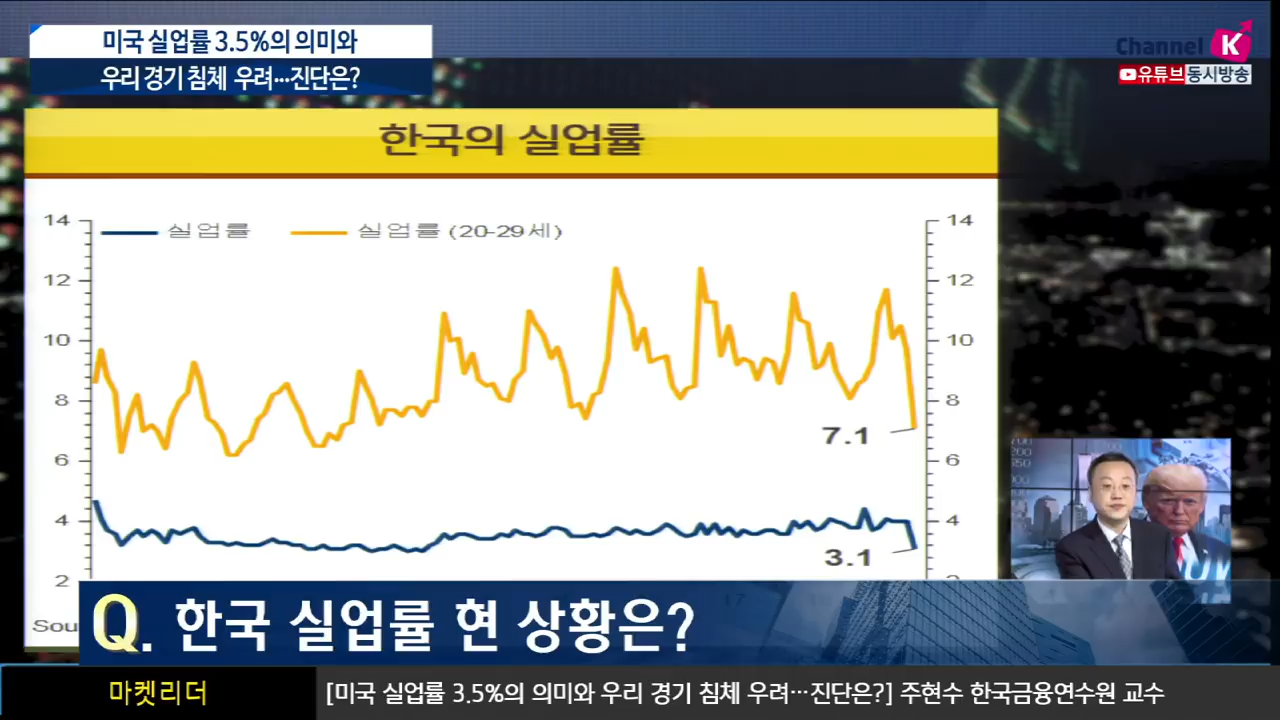 미국 실업률 3.5%의 의미와
우리 경기 침체 우려…진단은?
Channel K
유튜브동시방송
한국의 실업률
실업률
실업률 (20-29세)
14
12
10
8
6
4
2
14
12
10
8
6
4
7.1
3.1
17
Sou
Q. 한국 실업률 현 상황은?
마켓리더
[미국 실업률 3.5%의 의미와 우리 경기 침체 우려…진단은?] 주현수 한국금융연수원 교수